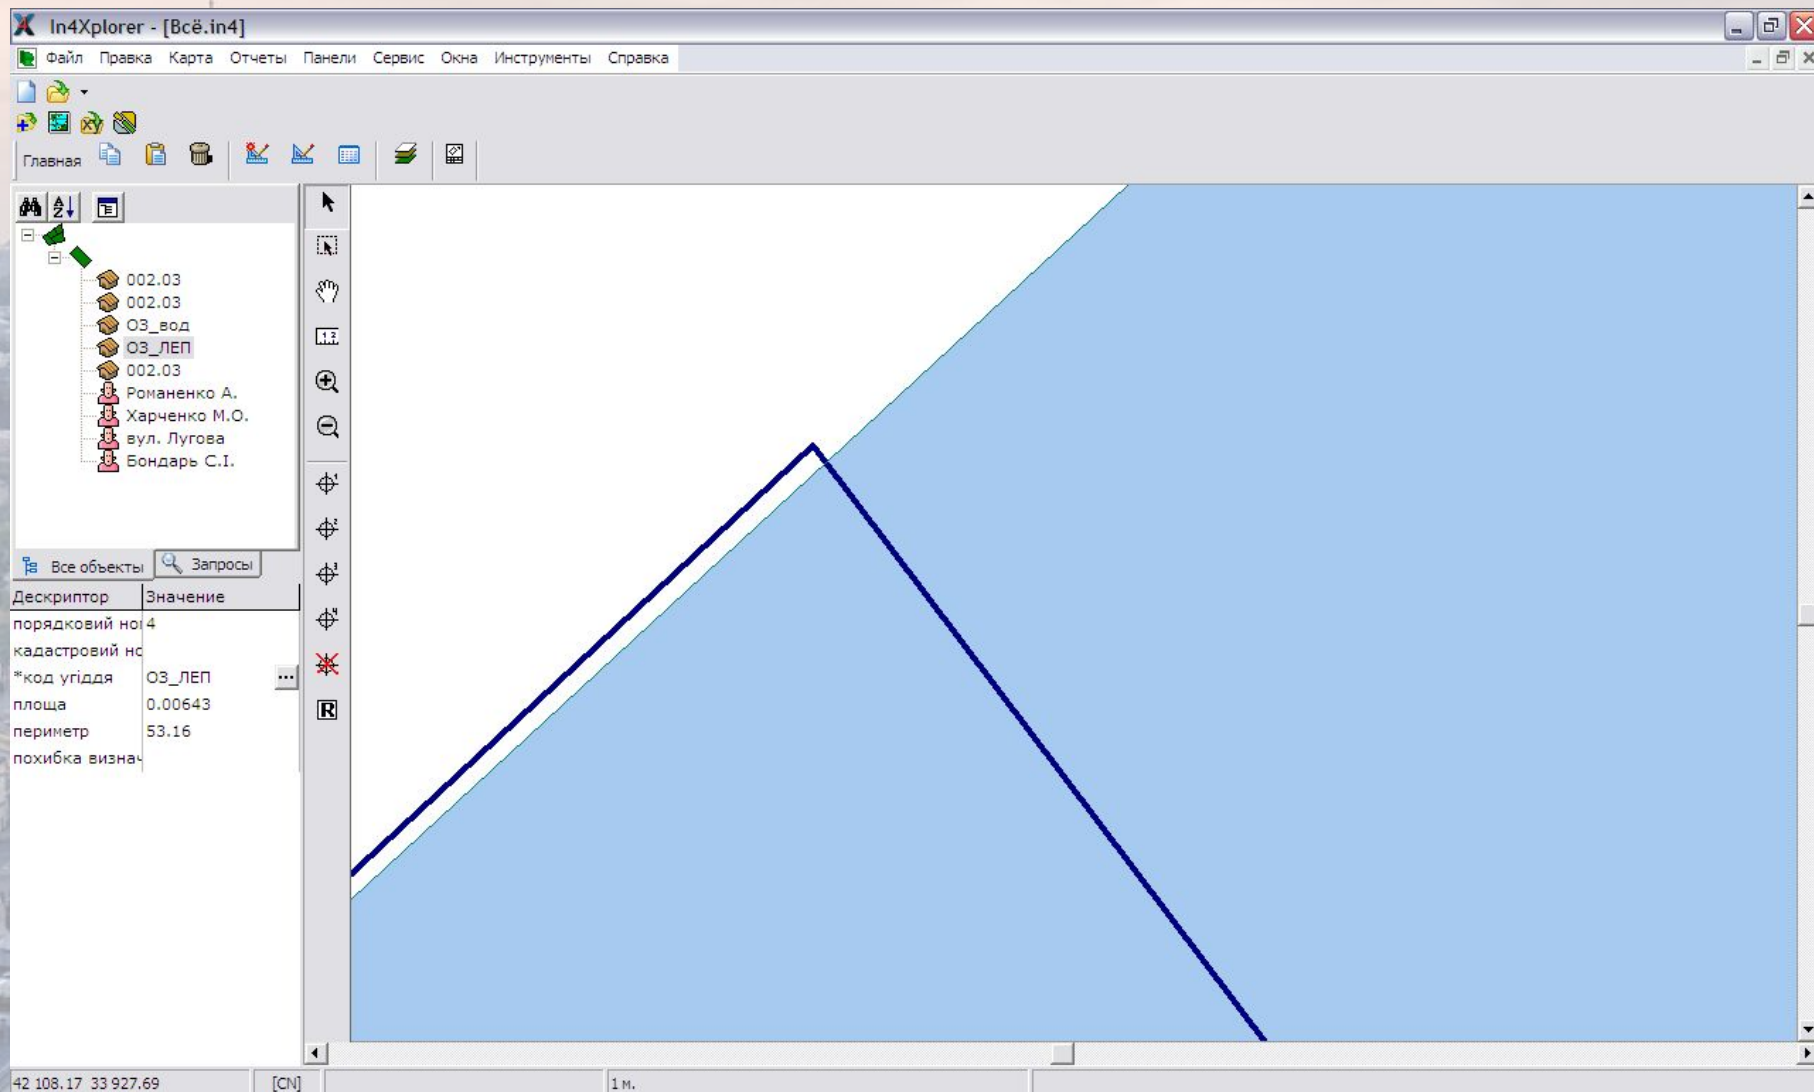 In4Xplorer - [Всё.in4]
Файл Правка Карта Отчеты Панели Сервис Окна Инструменты Справка
Главная
002.03
002.03
ОЗ_вод
ОЗ_ЛЕП
002.03
Романенко А.
Харченко М.О.
вул. Лугова
Бондарь С.І.
Все объекты Запросы
Дескриптор Значение
порядковий но 4
кадастровий но
*код угіддя ОЗ_ЛЕП ...
площа 0.00643
периметр 53.16
похибка визнач
42 108.17 33 927.69 [CN] 1 м.